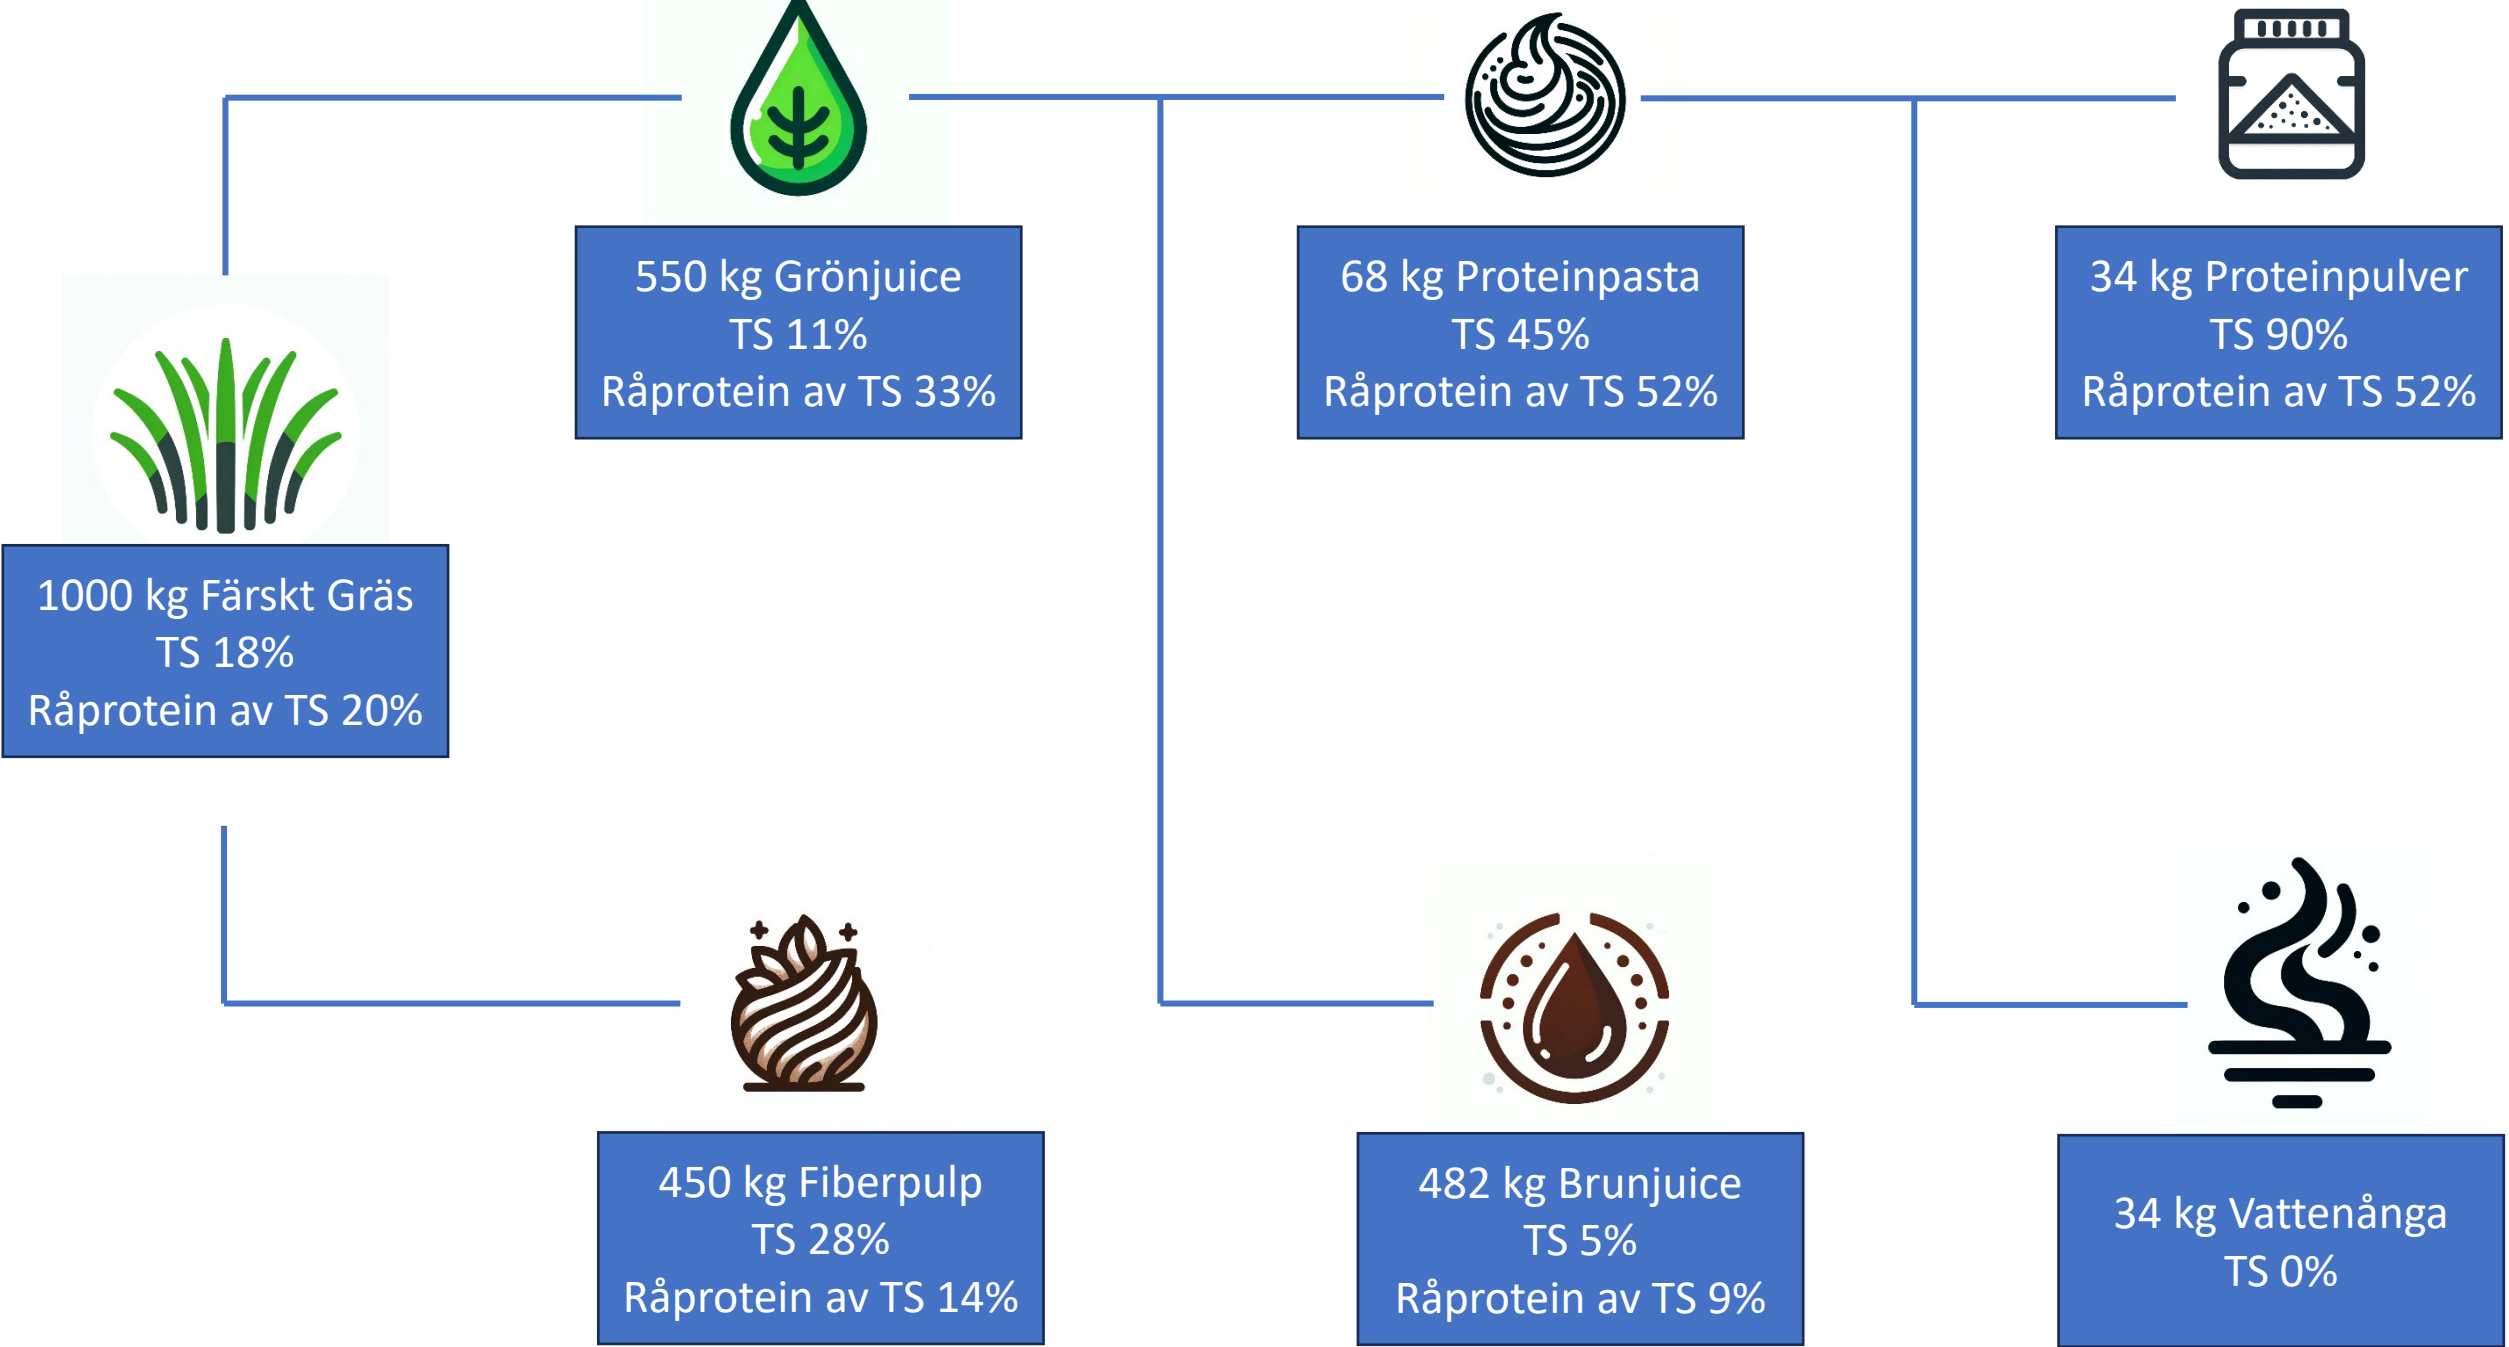 550 kg Grönjuice
TS 11%
Råprotein av TS 33%
68 kg Proteinpasta
TS 45%
Råprotein av TS 52%
34 kg Proteinpulver
TS 90%
Råprotein av TS 52%
1000 kg Färskt Gräs
TS 18%
Råprotein av TS 20%
450 kg Fiberpulp
TS 28%
Råprotein av TS 14%
482 kg Brunjuice
TS 5%
Råprotein av TS 9%
34 kg Vattenånga
TS 0%